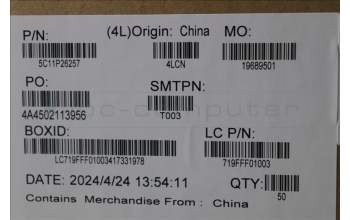 P/N: (4L)Origin: China MO:
5C11P26257 4LCN 19689501
PO: SMTPN:
4A4502113956 T003
BOXID: LC P/N:
LC719FFF01003417331978 719FFF01003
DATE: 2024/4/24 13:54:11 QTY:
50
Contains Merchandise From : China